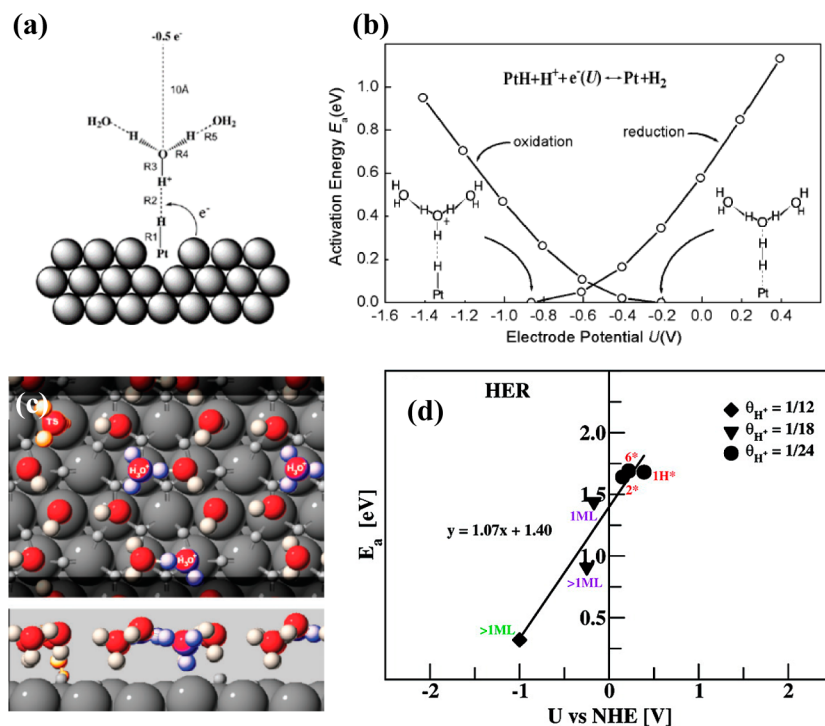 (a)
-0.5 e-
10Å
H₂O
OH₂
H
H
R5
O
R4
R3
H⁺
R2
H
e⁻
R1
Pt
(b)
PtH+H⁺+e⁻(U)↔Pt+H₂
oxidation
reduction
Activation Energy Eₐ(eV)
1.0
0.8
0.6
0.4
0.2
0.0
H
O
H
H
H
O
+
H
O
H
H
H
Pt
H
O
H
H
H
O
H
O
H
H
H
Pt
-1.6 -1.4 -1.2 -1.0 -0.8 -0.6 -0.4 -0.2 0.0 0.2 0.4
Electrode Potential U(V)
(c)
TS
H₃O⁺
H₃O⁺
H₃O⁺
(d)
HER
θH⁺ = 1/12
θH⁺ = 1/18
θH⁺ = 1/24
2.0
1.5
1.0
0.5
6*
1H*
2*
1ML
y = 1.07x + 1.40
>1ML
>1ML
Eₐ [eV]
-2 -1 0 1 2
U vs NHE [V]